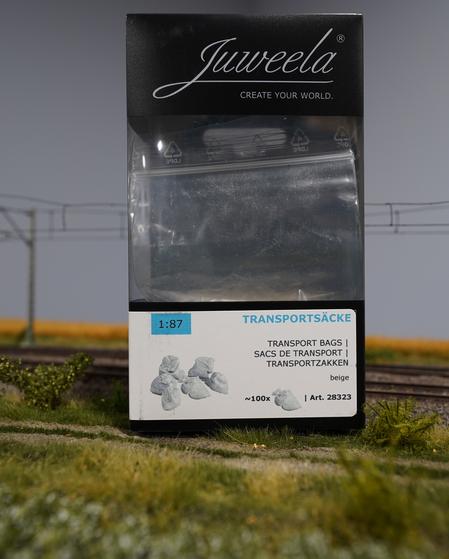 Juweela®
CREATE YOUR WORLD.
1:87
TRANSPORTSÄCKE
TRANSPORT BAGS |
SACS DE TRANSPORT |
TRANSPORTZAKKEN
beige
~100x | Art. 28323